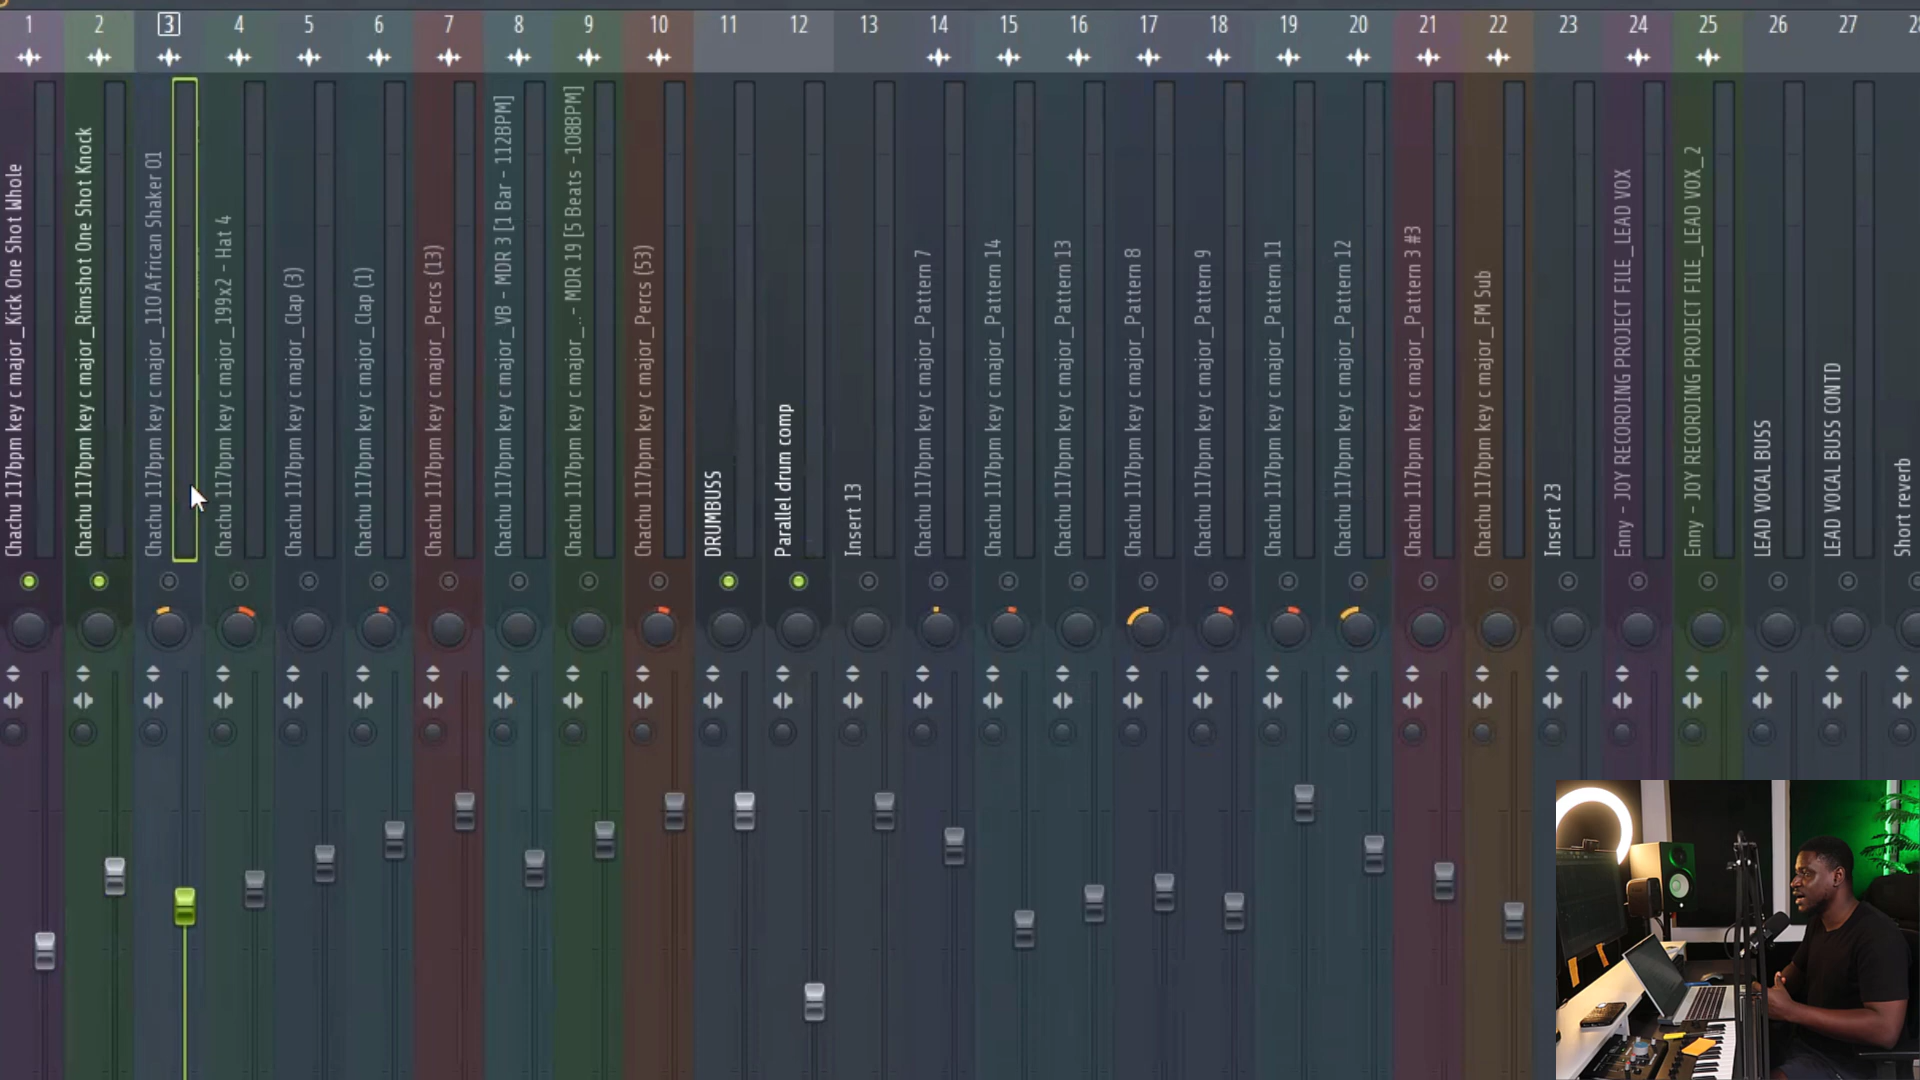 1
2
3
4
5
6
7
8
9
10
11
12
13
14
15
16
17
18
19
20
21
22
23
24
25
26
27
Chachu 117bpm key c major_Kick One Shot Whole
Chachu 117bpm key c major_Rimshot One Shot Knock
Chachu 117bpm key c major_110 African Shaker 01
Chachu 117bpm key c major_199x2 - Hat 4
Chachu 117bpm key c major_Clap (3)
Chachu 117bpm key c major_Clap (1)
Chachu 117bpm key c major_Percs (13)
Chachu 117bpm key c major_VB - MDR 3 [1 Bar - 112BPM]
Chachu 117bpm key c major_.. - MDR 19 [5 Beats -108BPM]
Chachu 117bpm key c major_Percs (53)
DRUMBUSS
Parallel drum comp
Insert 13
Chachu 117bpm key c major_Pattern 7
Chachu 117bpm key c major_Pattern 14
Chachu 117bpm key c major_Pattern 13
Chachu 117bpm key c major_Pattern 8
Chachu 117bpm key c major_Pattern 9
Chachu 117bpm key c major_Pattern 11
Chachu 117bpm key c major_Pattern 12
Chachu 117bpm key c major_Pattern 3 #3
Chachu 117bpm key c major_FM Sub
Insert 23
Enny - JOY RECORDING PROJECT FILE_LEAD VOX
Enny - JOY RECORDING PROJECT FILE_LEAD VOX_2
LEAD VOCAL BUSS
LEAD VOCAL BUSS CONTD
Short reverb